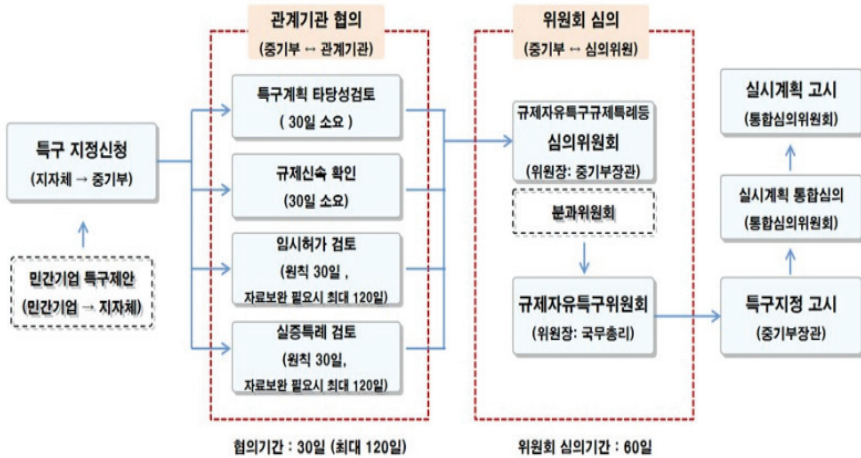 관계기관 협의
(중기부 ↔ 관계기관)
위원회 심의
(중기부 ↔ 심의위원)
특구 지정신청
(지자체 → 중기부)
민간기업 특구제안
(민간기업 → 지자체)
특구계획 타당성검토
( 30일 소요 )
규제신속 확인
(30일 소요)
임시허가 검토
(원칙 30일 ,
자료보완 필요시 최대 120일)
실증특례 검토
(원칙 30일,
자료보완 필요시 최대 120일)
규제자유특구규제특례등
심의위원회
(위원장: 중기부장관)
분과위원회
규제자유특구위원회
(위원장: 국무총리)
실시계획 고시
(통합심의위원회)
실시계획 통합심의
(통합심의위원회)
특구지정 고시
(중기부장관)
협의기간 : 30일 (최대 120일)
위원회 심의기간 : 60일